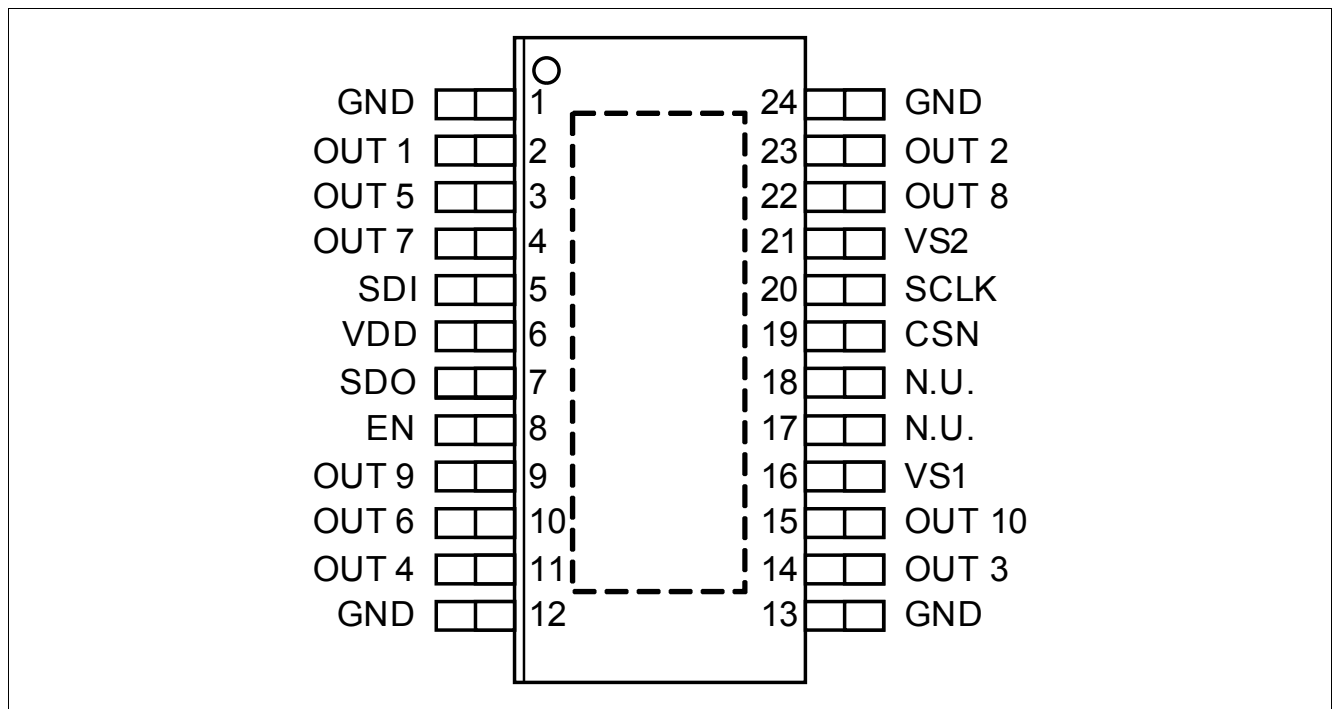 GND 1 24 GND
OUT 1 2 23 OUT 2
OUT 5 3 22 OUT 8
OUT 7 4 21 VS2
SDI 5 20 SCLK
VDD 6 19 CSN
SDO 7 18 N.U.
EN 8 17 N.U.
OUT 9 9 16 VS1
OUT 6 10 15 OUT 10
OUT 4 11 14 OUT 3
GND 12 13 GND